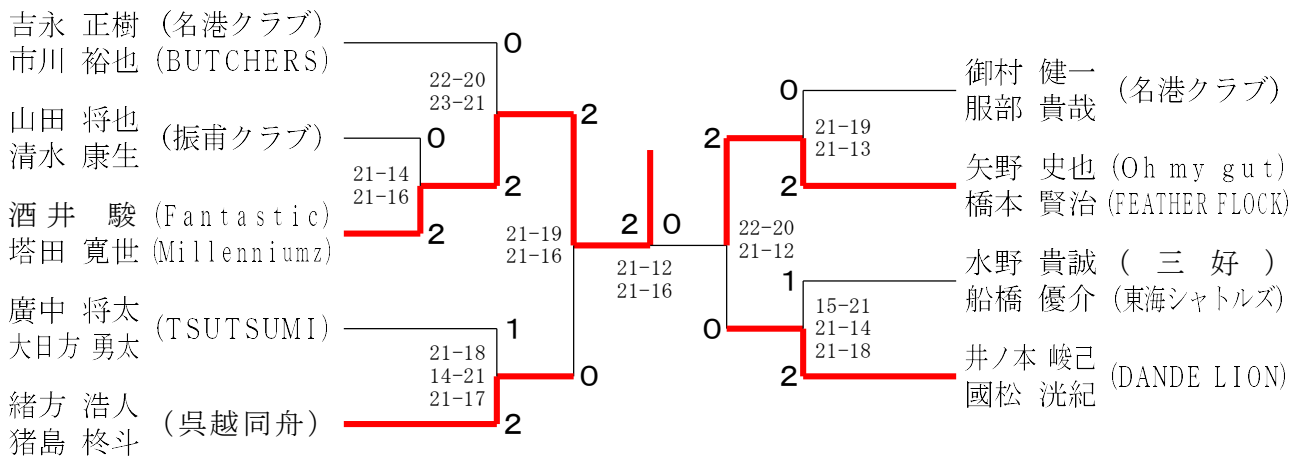 吉永 正樹 (名港クラブ)
市川 裕也 (BUTCHERS)
0
22-20
23-21
山田 将也
清水 康生
(振甫クラブ)
0
21-14
21-16
2
2
酒井 駿 (Fantastic)
塔田 寛世 (Millenniumz)
2
21-19
21-16
廣中 将太
大日方 勇太
(TSUTSUMI)
1
21-18
14-21
21-17
0
緒方 浩人
猪島 柊斗
(呉越同舟)
2
2 0
21-12
21-16
御村 健一
服部 貴哉
(名港クラブ)
0
21-19
21-13
2
矢野 史也 (Oh my gut)
橋本 賢治 (FEATHER FLOCK)
2
22-20
21-12
水野 貴誠 (三好)
船橋 優介 (東海シャトルズ)
1
15-21
21-14
21-18
0
井ノ本 峻己
國松 洸紀
(DANDE LION)
2